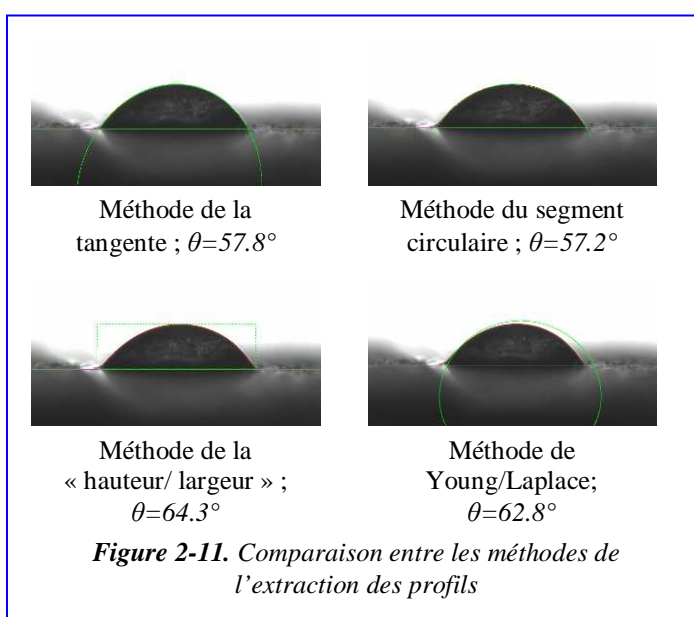 Méthode de la
tangente ; θ=57.8°
Méthode du segment
circulaire ; θ=57.2°
Méthode de la
« hauteur/ largeur » ;
θ=64.3°
Méthode de
Young/Laplace;
θ=62.8°
Figure 2-11. Comparaison entre les méthodes de
l’extraction des profils